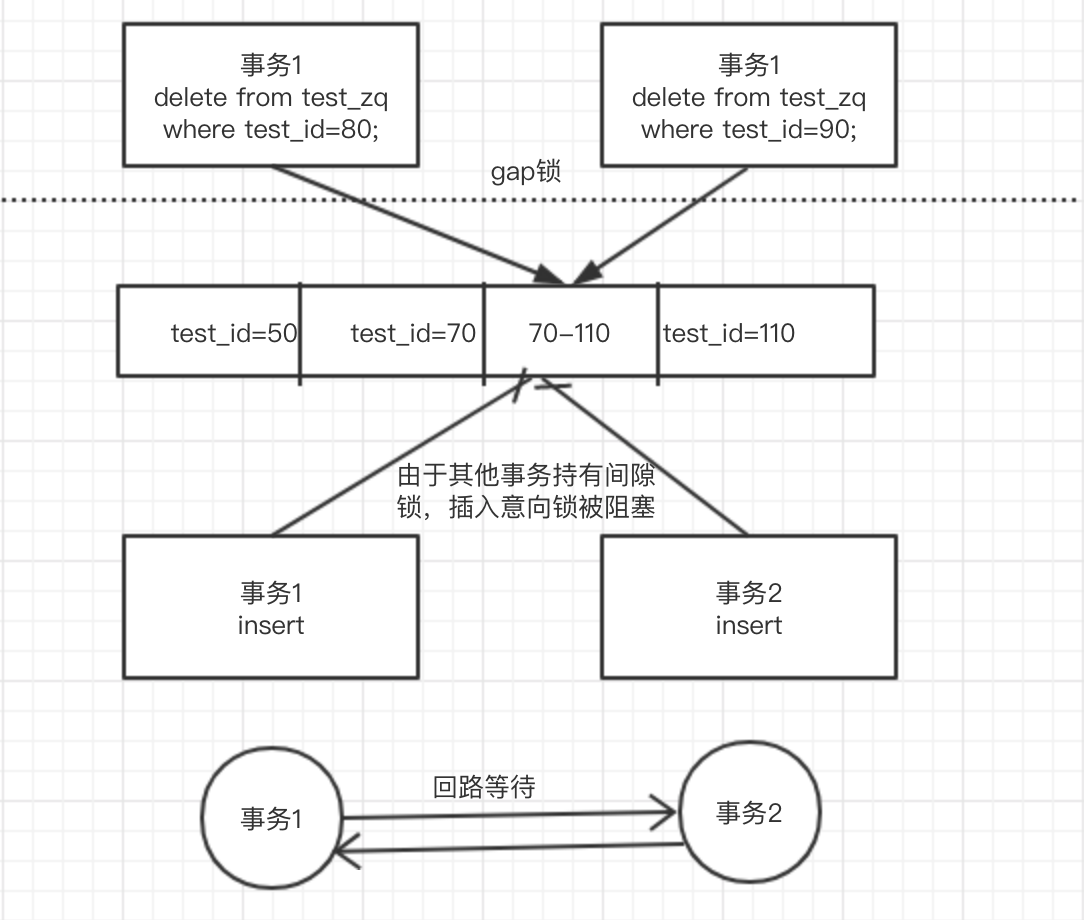 事务1
delete from test_zq
where test_id=80;
事务1
delete from test_zq
where test_id=90;
gap锁
test_id=50
test_id=70
70-110
test_id=110
由于其他事务持有间隙
锁，插入意向锁被阻塞
事务1
insert
事务2
insert
回路等待
事务1
事务2